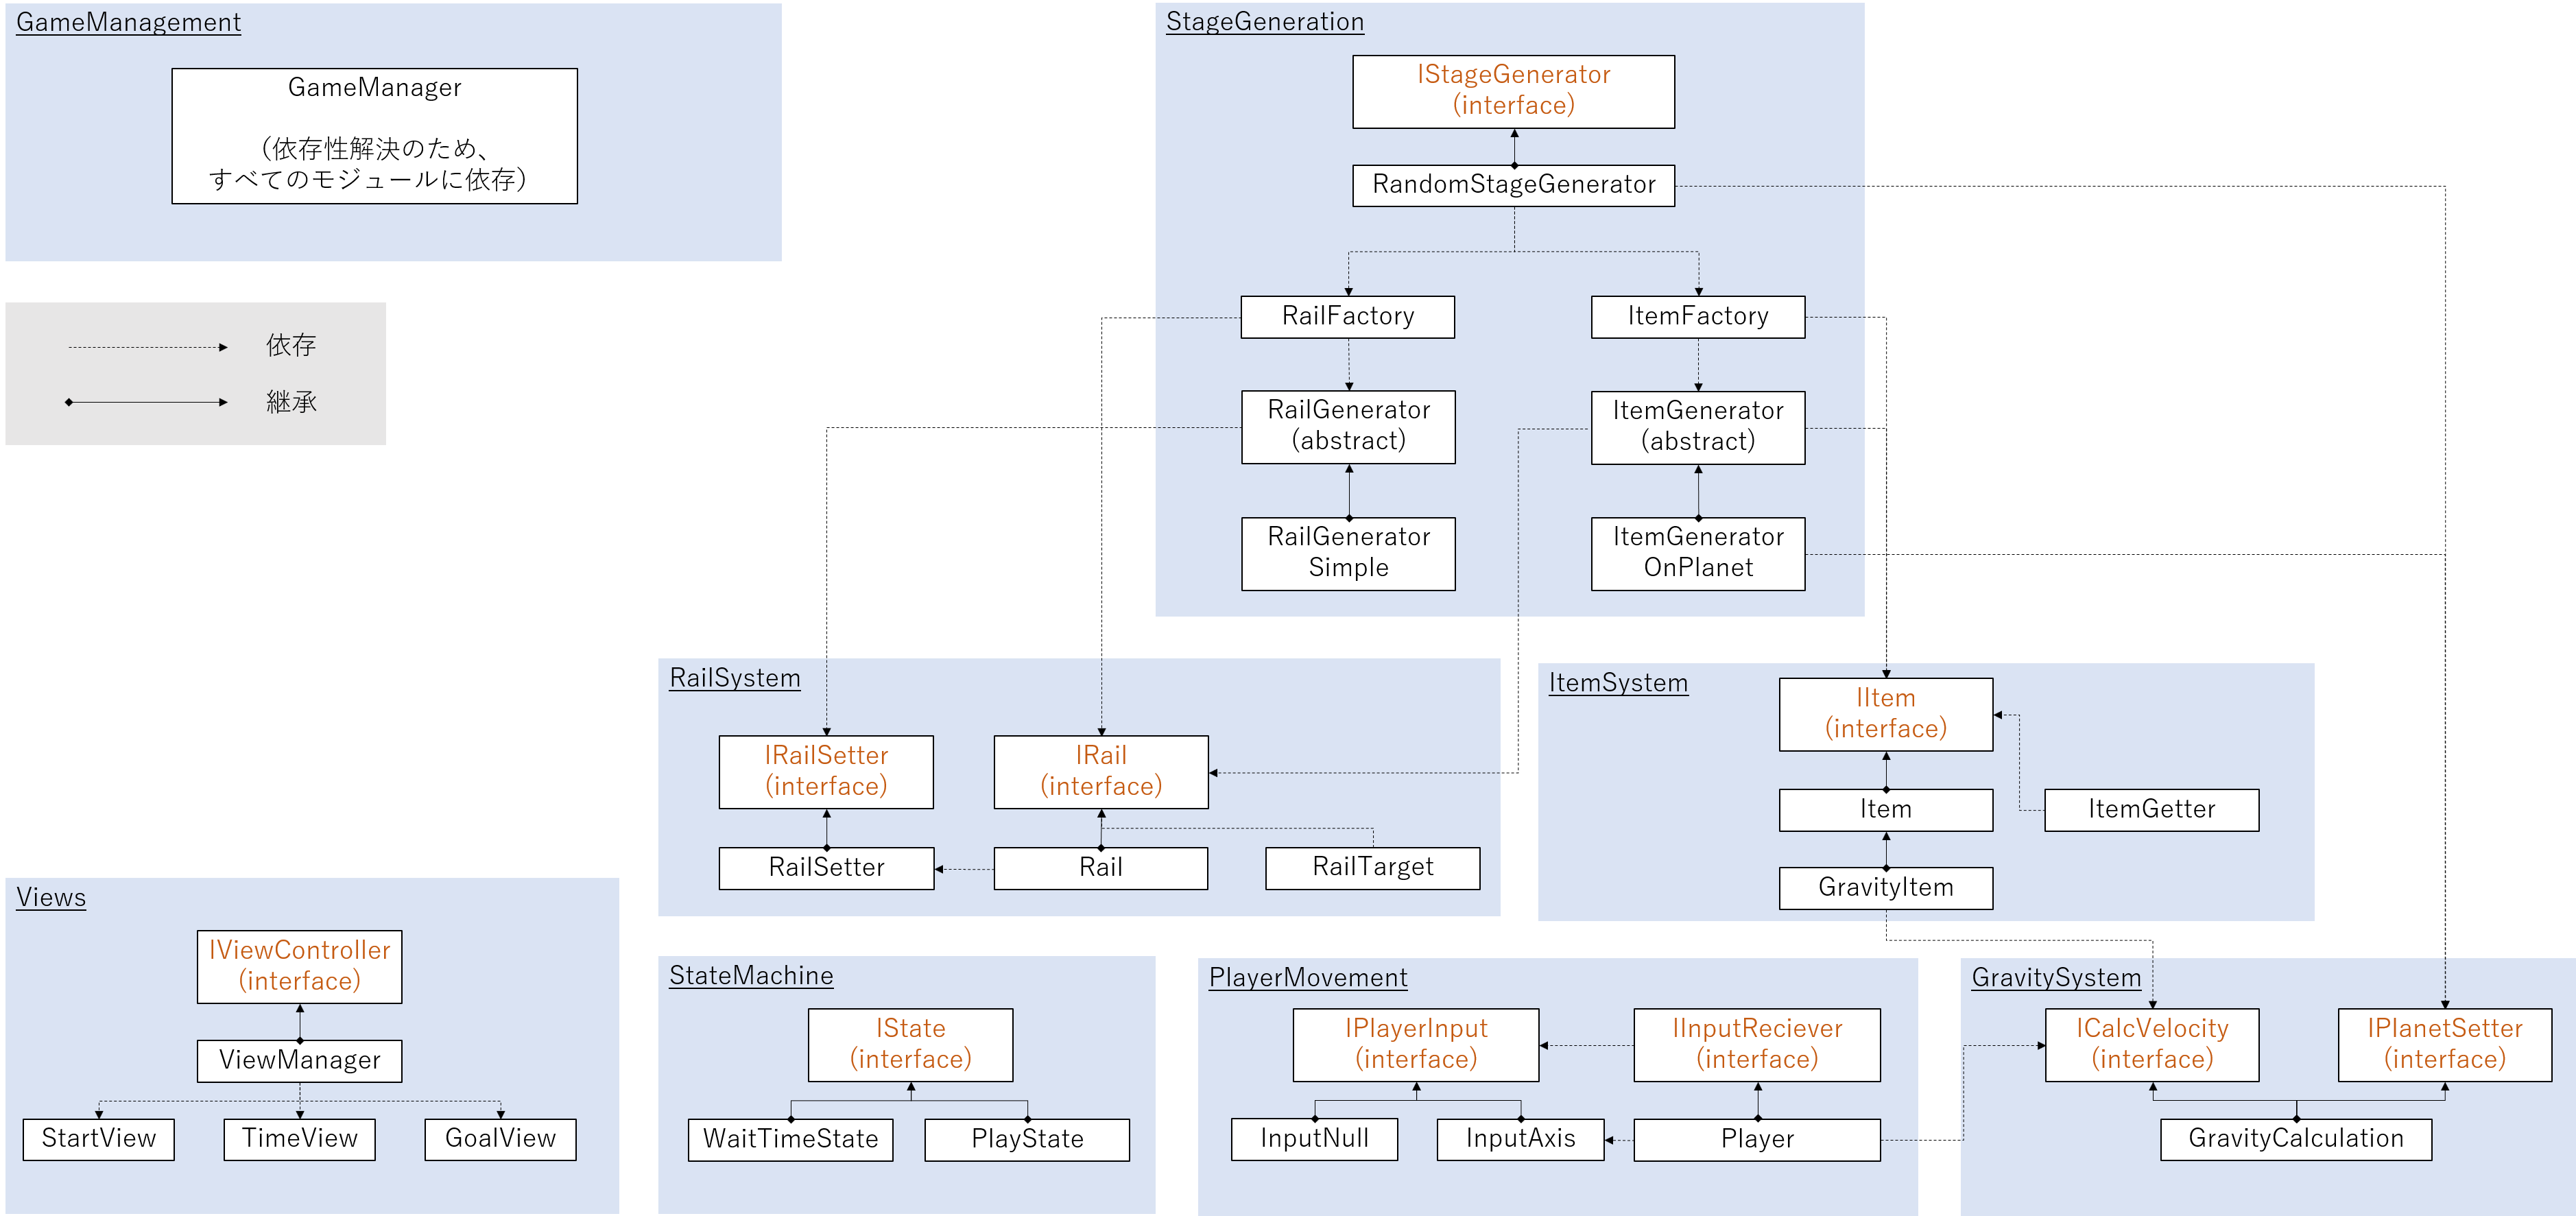 GameManagement
GameManager
（依存性解決のため、
すべてのモジュールに依存）
依存
継承
StageGeneration
IStageGenerator
(interface)
RandomStageGenerator
RailFactory
ItemFactory
RailGenerator
(abstract)
ItemGenerator
(abstract)
RailGenerator
Simple
ItemGenerator
OnPlanet
RailSystem
IRailSetter
(interface)
IRail
(interface)
RailSetter
Rail
RailTarget
ItemSystem
IItem
(interface)
Item
ItemGetter
GravityItem
Views
IViewController
(interface)
ViewManager
StartView
TimeView
GoalView
StateMachine
IState
(interface)
WaitTimeState
PlayState
PlayerMovement
IPlayerInput
(interface)
IInputReciever
(interface)
InputNull
InputAxis
Player
GravitySystem
ICalcVelocity
(interface)
IPlanetSetter
(interface)
GravityCalculation